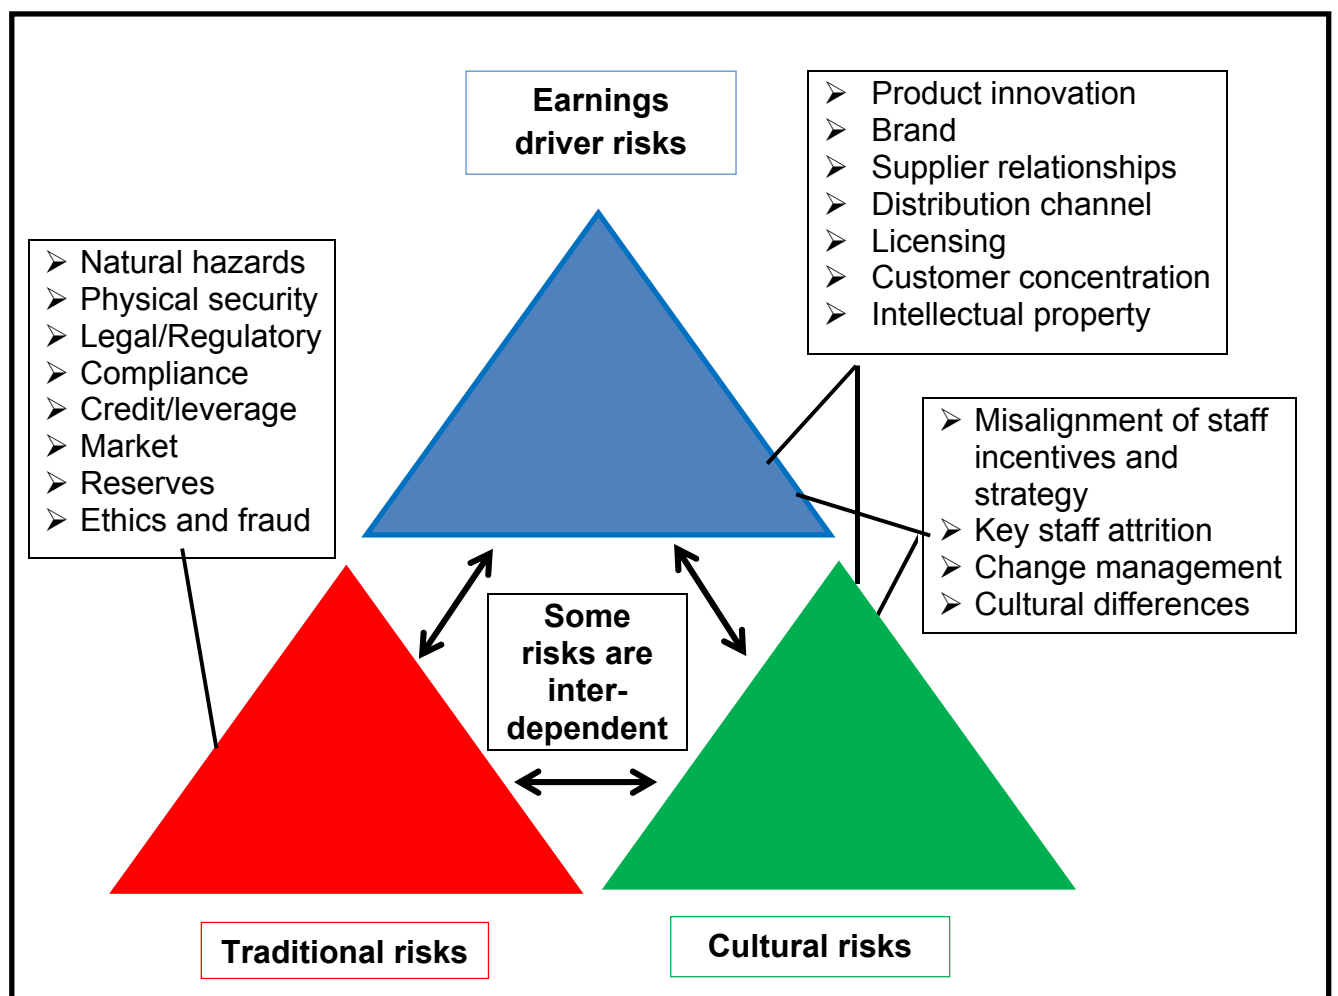 Earnings
driver risks
➢ Product innovation
➢ Brand
➢ Supplier relationships
➢ Distribution channel
➢ Licensing
➢ Customer concentration
➢ Intellectual property
➢ Natural hazards
➢ Physical security
➢ Legal/Regulatory
➢ Compliance
➢ Credit/leverage
➢ Market
➢ Reserves
➢ Ethics and fraud
➢ Misalignment of staff
incentives and
strategy
➢ Key staff attrition
➢ Change management
➢ Cultural differences
Some
risks are
inter-
dependent
Traditional risks
Cultural risks